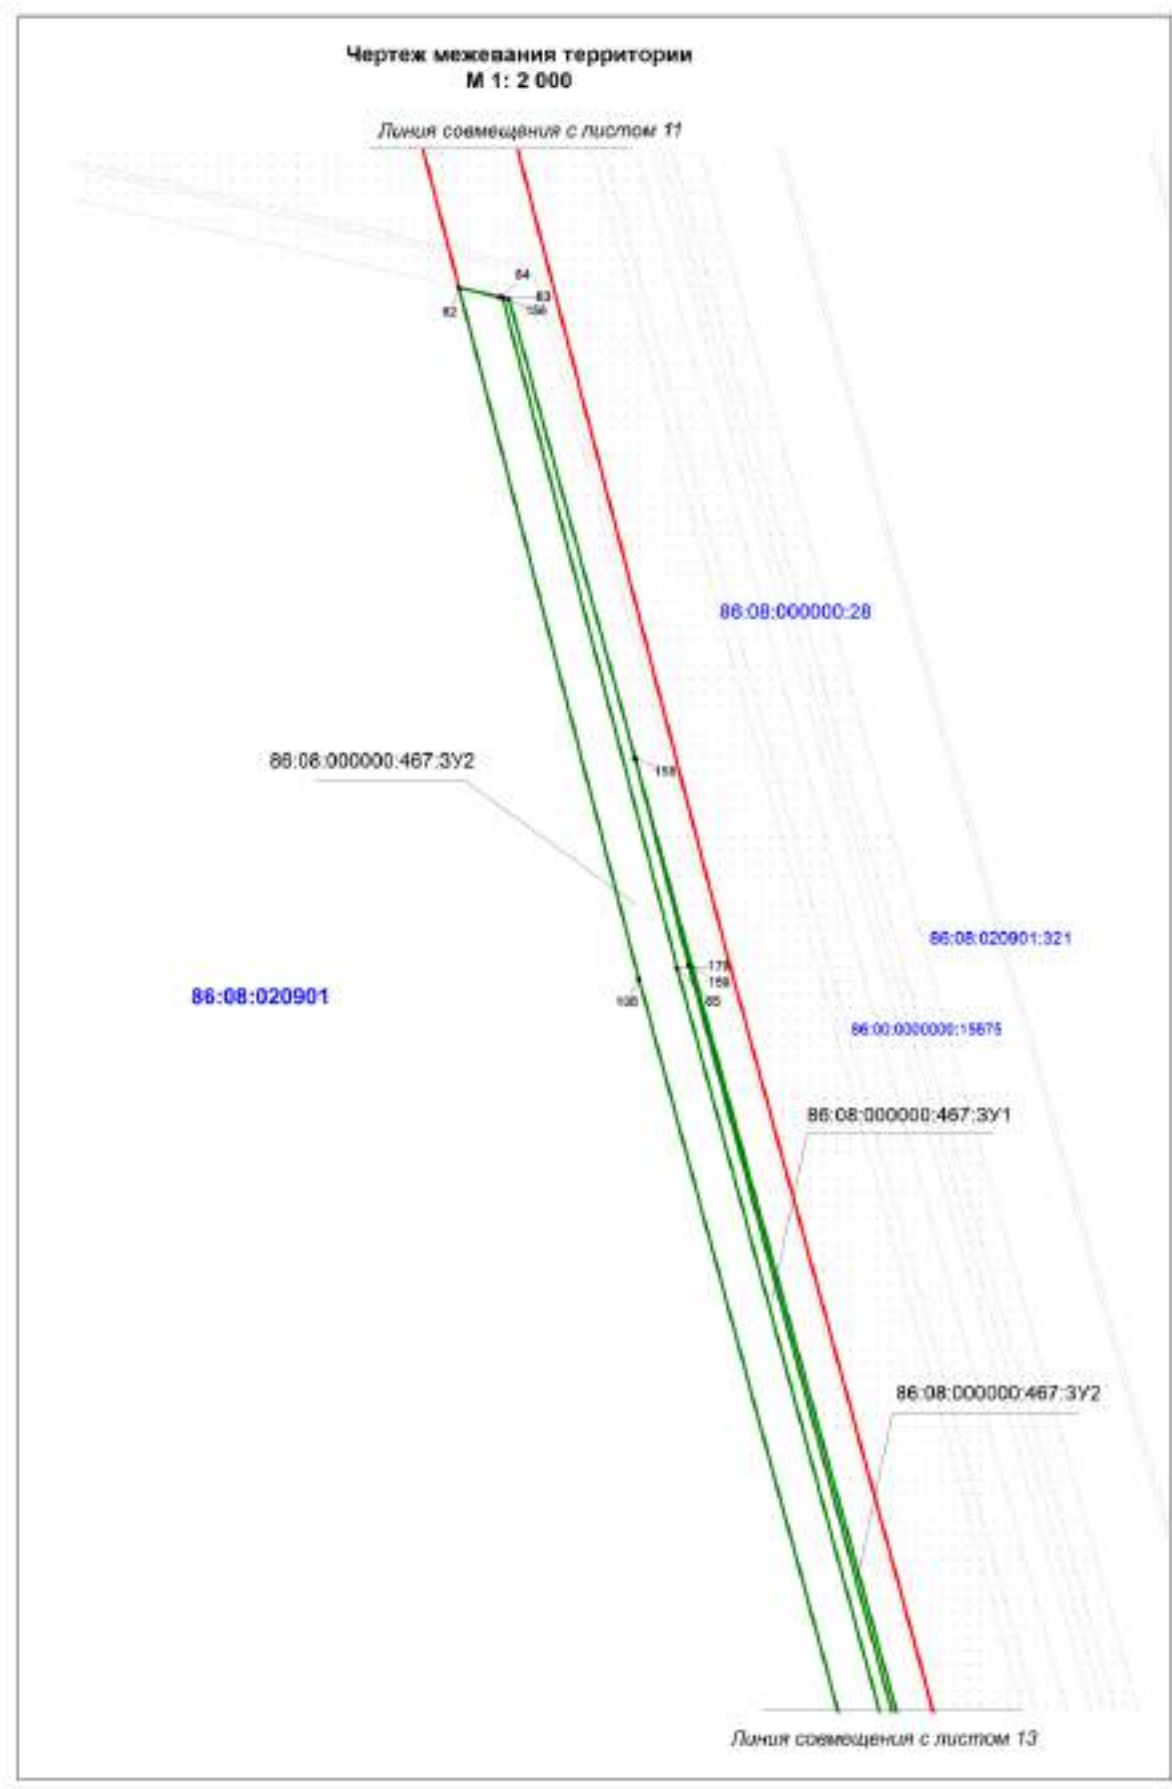 Чертеж межевания территории
М 1: 2 000
Линия совмещения с листом 11
84
83
82
86:08:000000:28
86:08:000000:467:ЗУ2
86:08:020901:321
86:08:020901
85
86:08:000000:467:ЗУ1
86:08:000000:467:ЗУ2
Линия совмещения с листом 13